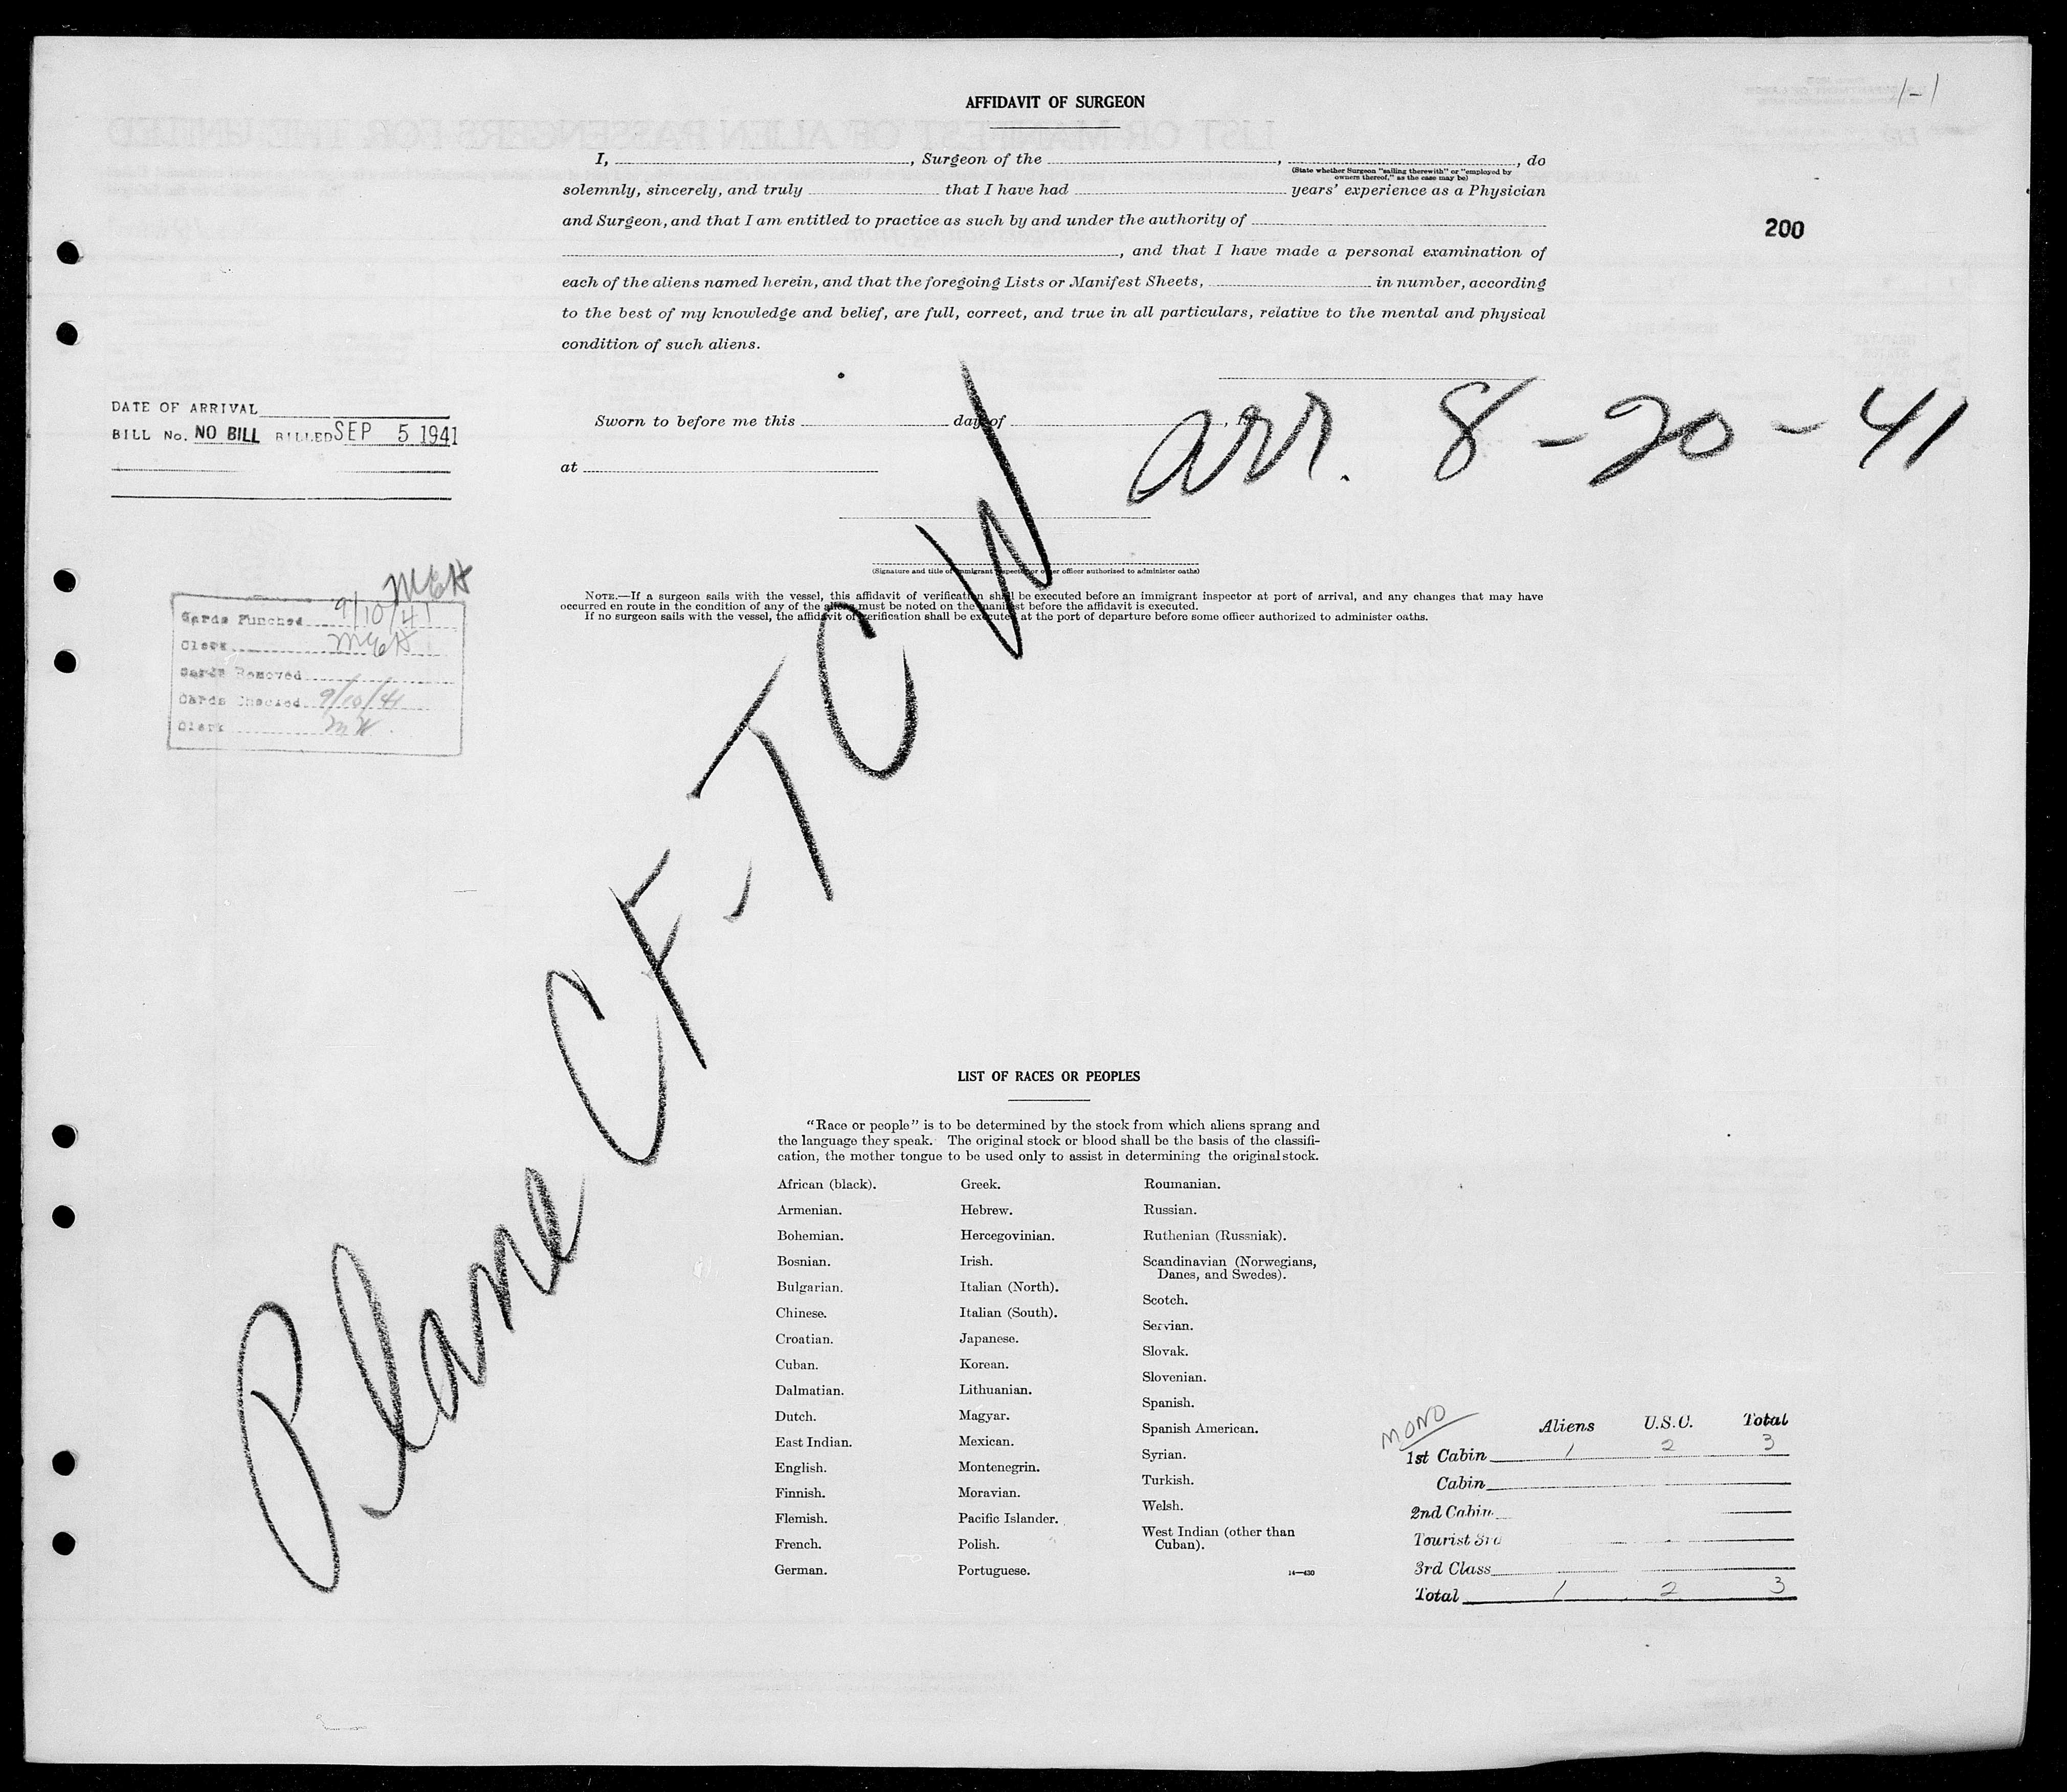 1-1
AFFIDAVIT OF SURGEON
I, , Surgeon of the , , do
(State whether Surgeon "sailing therewith" or "employed by
owners thereof," as the case may be)
solemnly, sincerely, and truly that I have had years' experience as a Physician
and Surgeon, and that I am entitled to practice as such by and under the authority of
, and that I have made a personal examination of
200
each of the aliens named herein, and that the foregoing Lists or Manifest Sheets, in number, according
to the best of my knowledge and belief, are full, correct, and true in all particulars, relative to the mental and physical
condition of such aliens.
DATE OF ARRIVAL
BILL No. NO BILL BILLED SEP 5 1941
Sworn to before me this day of ,
at
arr. 8-20-41
(Signature and title of immigrant inspector or other officer authorized to administer oaths)
NOTE.—If a surgeon sails with the vessel, this affidavit of verification shall be executed before an immigrant inspector at port of arrival, and any changes that may have
occurred en route in the condition of any of the aliens must be noted on the manifest before the affidavit is executed.
If no surgeon sails with the vessel, the affidavit of verification shall be executed at the port of departure before some officer authorized to administer oaths.
MEH
Cards Punched 9/10/41
Clerk MEH
Cards Removed
Cards Checked 9/10/41
Clerk
Plane CF-TCW
LIST OF RACES OR PEOPLES
"Race or people" is to be determined by the stock from which aliens sprang and
the language they speak. The original stock or blood shall be the basis of the classifi-
cation, the mother tongue to be used only to assist in determining the original stock.
African (black).
Armenian.
Bohemian.
Bosnian.
Bulgarian.
Chinese.
Croatian.
Cuban.
Dalmatian.
Dutch.
East Indian.
English.
Finnish.
Flemish.
French.
German.
Greek.
Hebrew.
Hercegovinian.
Irish.
Italian (North).
Italian (South).
Japanese.
Korean.
Lithuanian.
Magyar.
Mexican.
Montenegrin.
Moravian.
Pacific Islander.
Polish.
Portuguese.
Roumanian.
Russian.
Ruthenian (Russniak).
Scandinavian (Norwegians,
Danes, and Swedes).
Scotch.
Servian.
Slovak.
Slovenian.
Spanish.
Spanish American.
Syrian.
Turkish.
Welsh.
West Indian (other than
Cuban).
14—430
MONO
Aliens U.S.C. Total
1st Cabin 1 2 3
Cabin
2nd Cabin
Tourist 3rd
3rd Class
Total 1 2 3